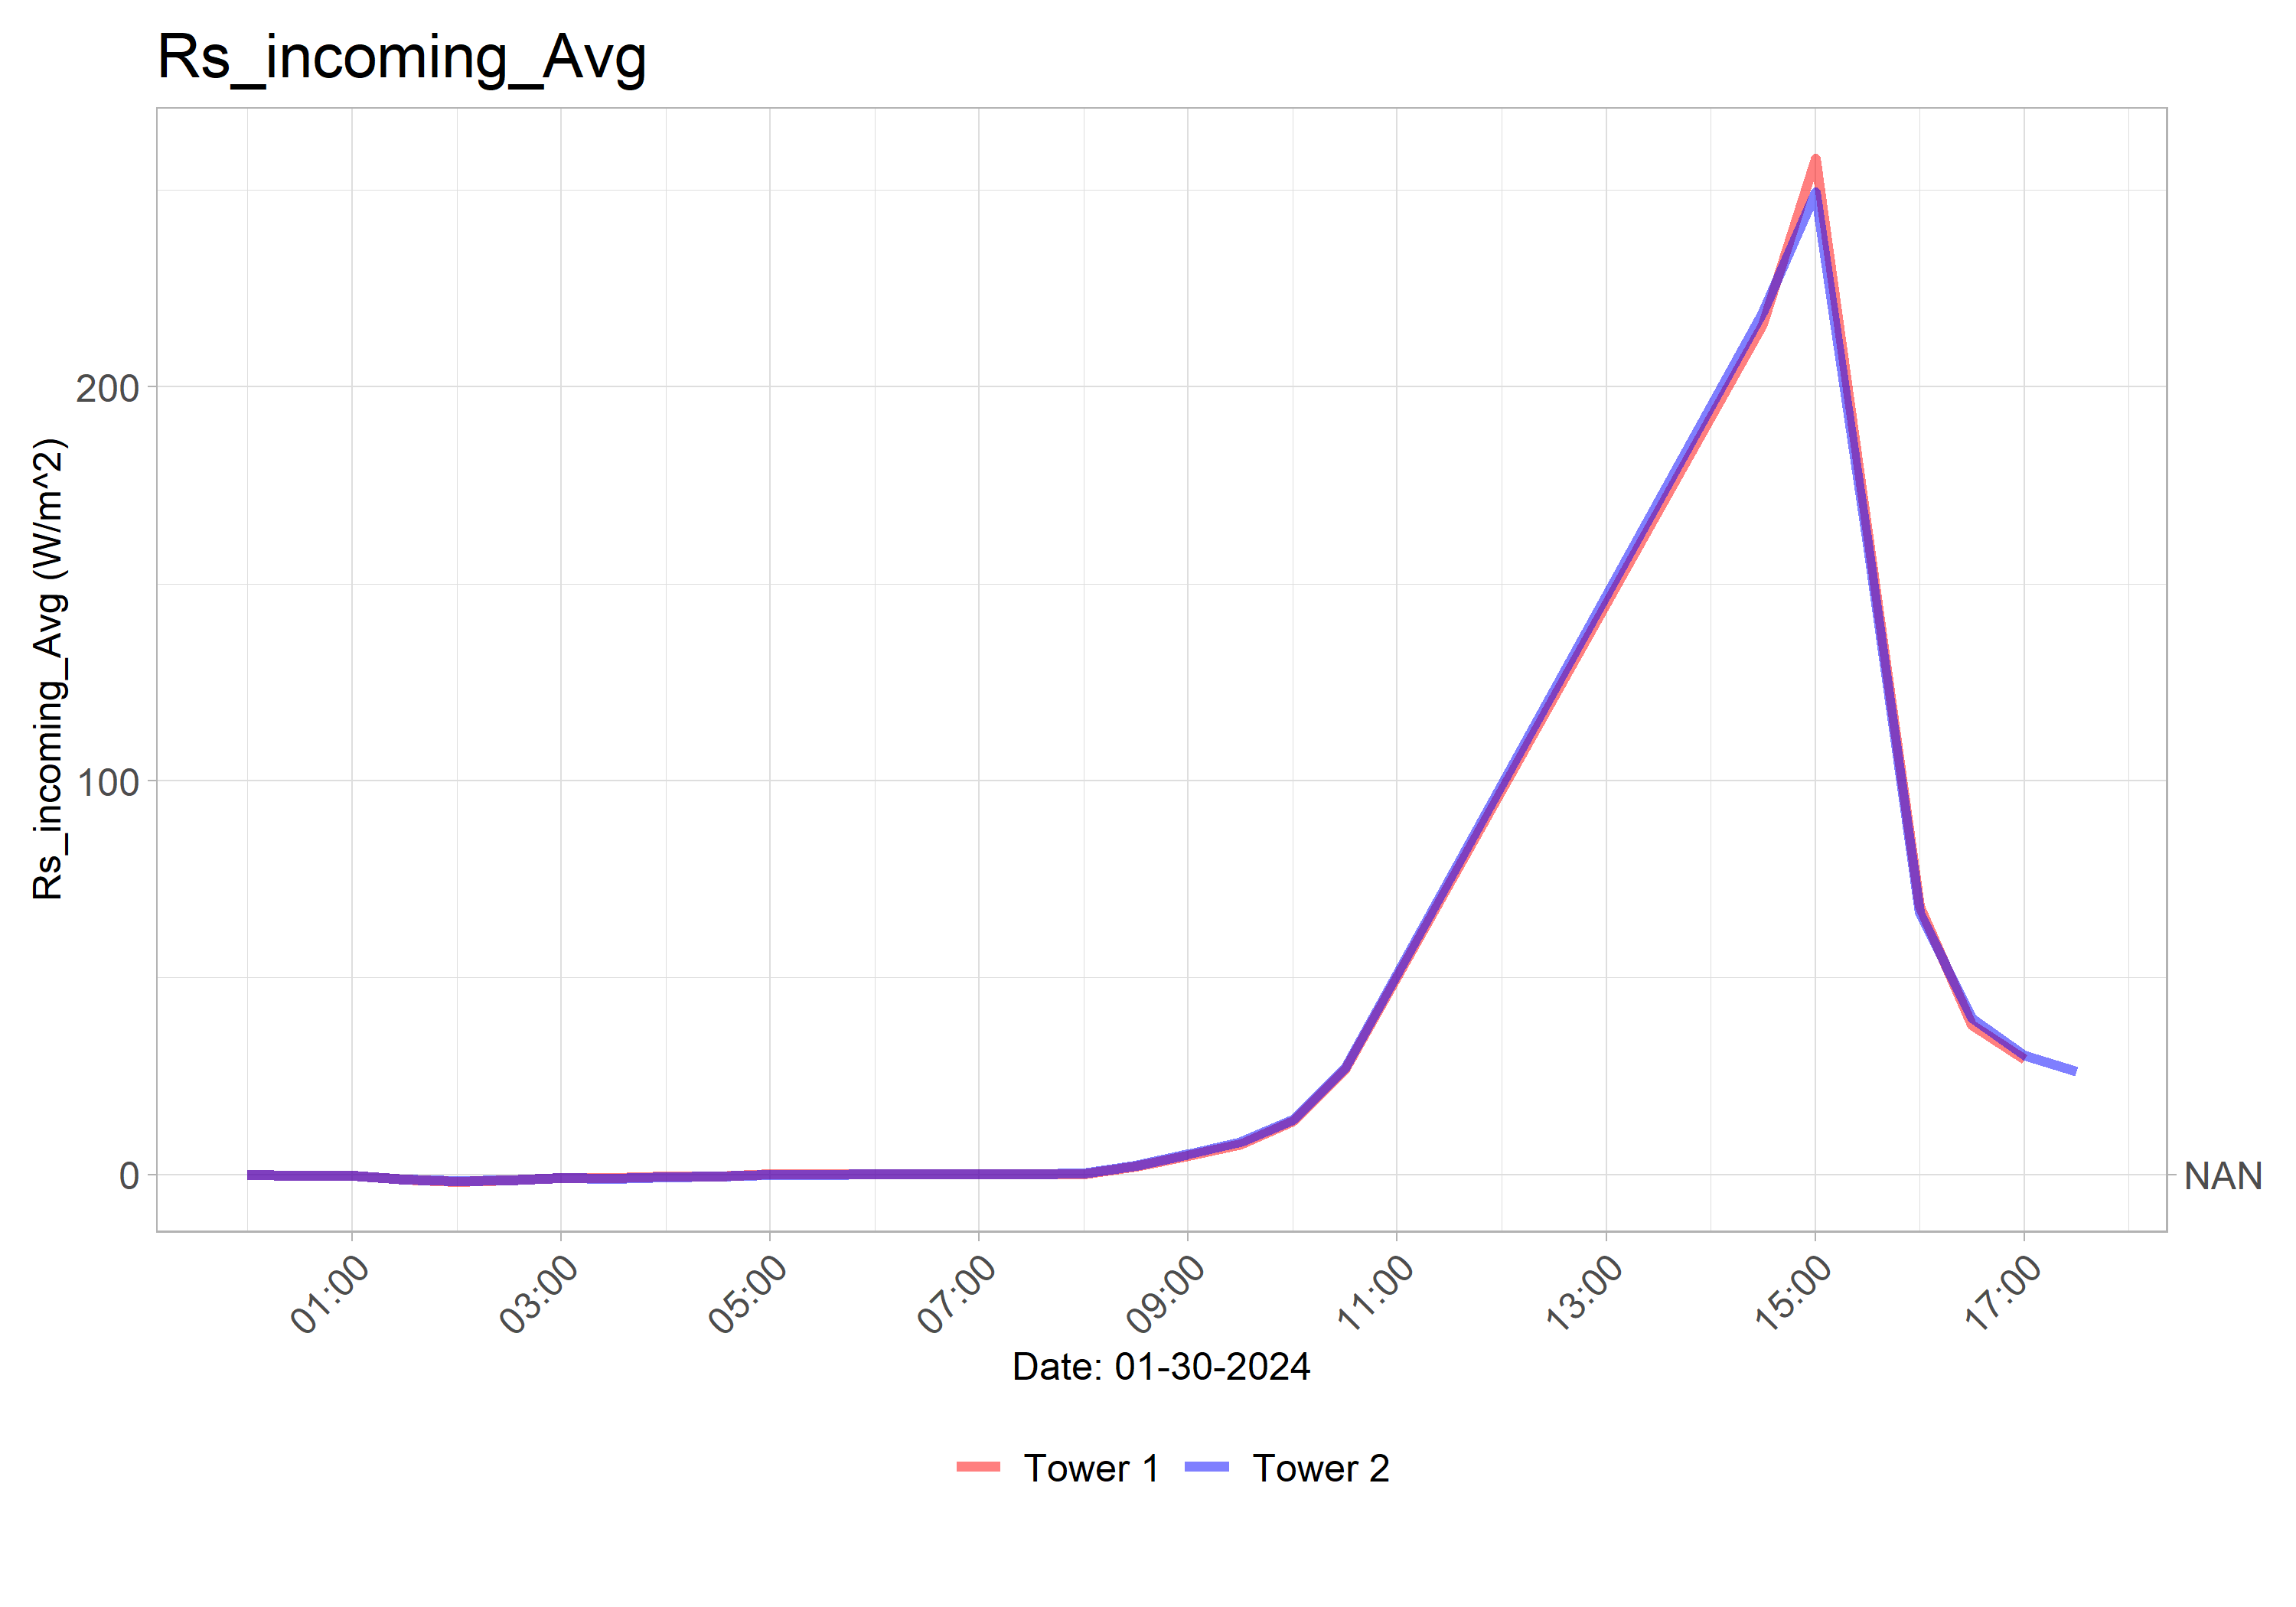 Rs_incoming_Avg
Rs_incoming_Avg (W/m^2)
200
100
0
NAN
01:00 03:00 05:00 07:00 09:00 11:00 13:00 15:00 17:00
Date: 01-30-2024
Tower 1 Tower 2